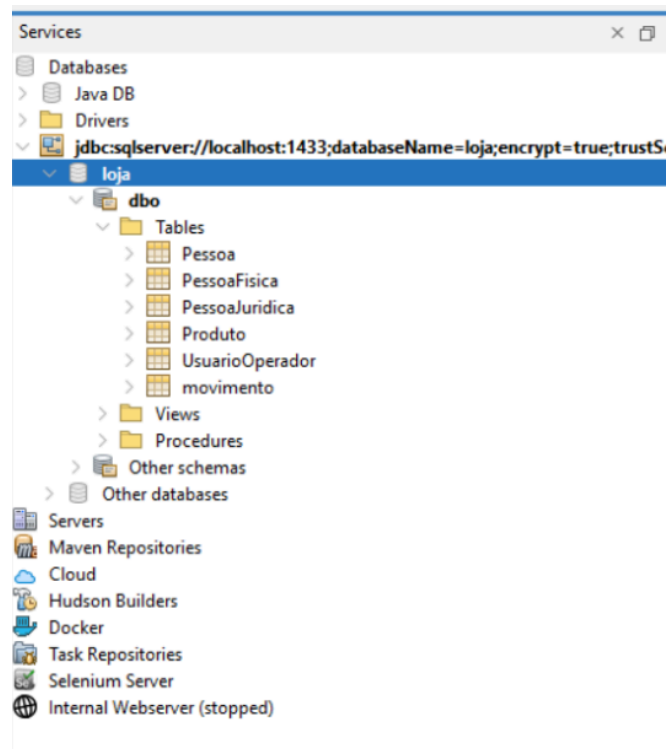 Services
Databases
Java DB
Drivers
jdbc:sqlserver://localhost:1433;databaseName=loja;encrypt=true;trustSe
loja
dbo
Tables
Pessoa
PessoaFisica
PessoaJuridica
Produto
UsuarioOperador
movimento
Views
Procedures
Other schemas
Other databases
Servers
Maven Repositories
Cloud
Hudson Builders
Docker
Task Repositories
Selenium Server
Internal Webserver (stopped)